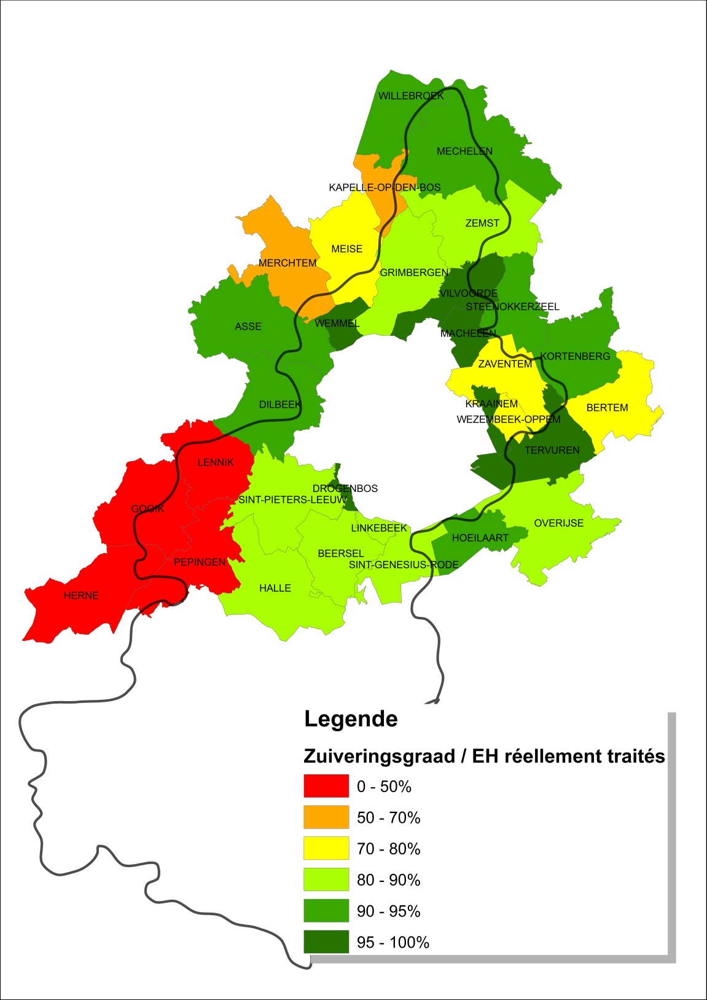 WILLEBROEK
MECHELEN
KAPELLE-OP-DEN-BOS
ZEMST
MEISE
MERCHTEM
GRIMBERGEN
VILVOORDE
STEENOKKERZEEL
WEMMEL
ASSE
MACHELEN
KORTENBERG
ZAVENTEM
KRAAINEM
DILBEEK
BERTEM
WEZEMBEEK-OPPEM
TERVUREN
LENNIK
DROGENBOS
SINT-PIETERS-LEEUW
GOOIK
OVERIJSE
LINKEBEEK
HOEILAART
BEERSEL
PEPINGEN
SINT-GENESIUS-RODE
HALLE
HERNE
Legende
Zuiveringsgraad / EH réellement traités
0 - 50%
50 - 70%
70 - 80%
80 - 90%
90 - 95%
95 - 100%